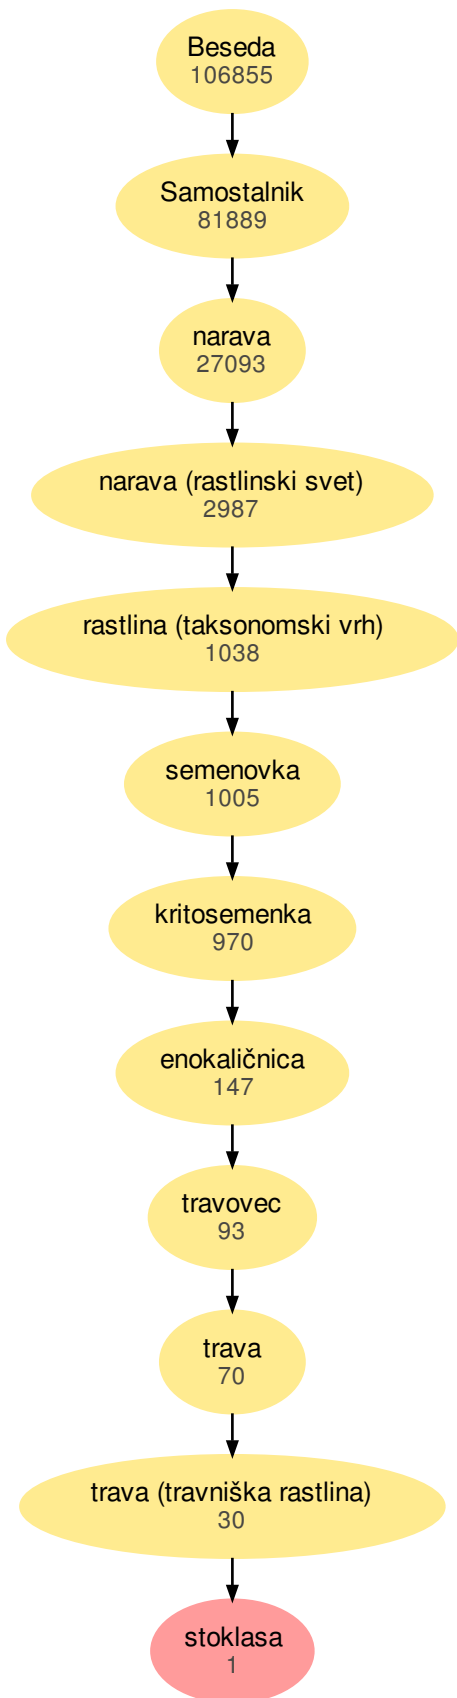 Beseda
106855
Samostalnik
81889
narava
27093
narava (rastlinski svet)
2987
rastlina (taksonomski vrh)
1038
semenovka
1005
kritosemenka
970
enokaličnica
147
travovec
93
trava
70
trava (travniška rastlina)
30
stoklasa
1